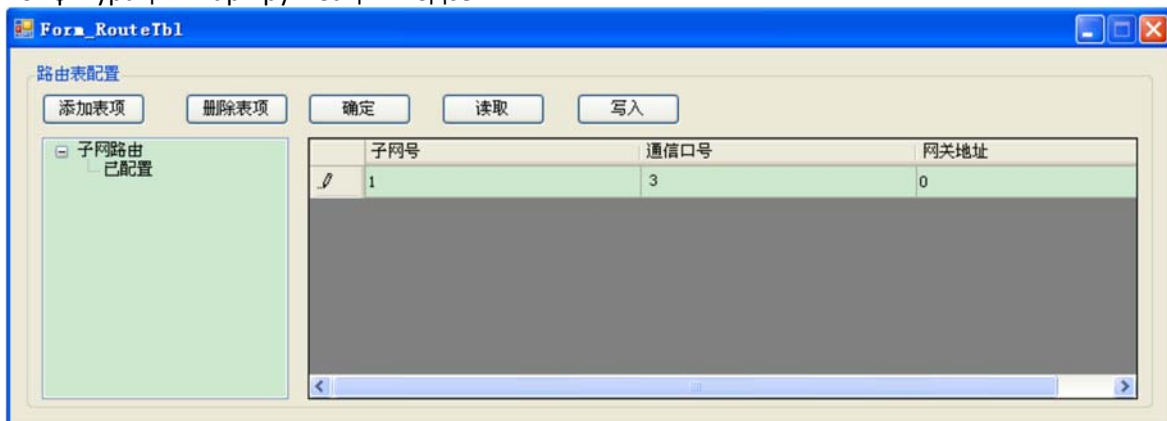 Form_RouteTbl
路由表配置
添加表项 删除表项 确定 读取 写入
子网路由
已配置
子网号 通信口号 网关地址
1 3 0